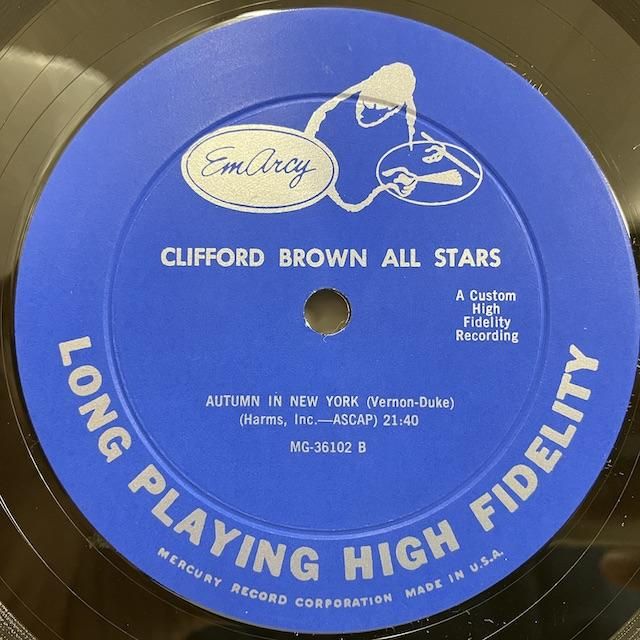 EmArcy
CLIFFORD BROWN ALL STARS
A Custom
High
Fidelity
Recording
AUTUMN IN NEW YORK (Vernon-Duke)
(Harms, Inc.—ASCAP) 21:40
MG-36102 B
LONG PLAYING HIGH FIDELITY
MERCURY RECORD CORPORATION MADE IN U.S.A.